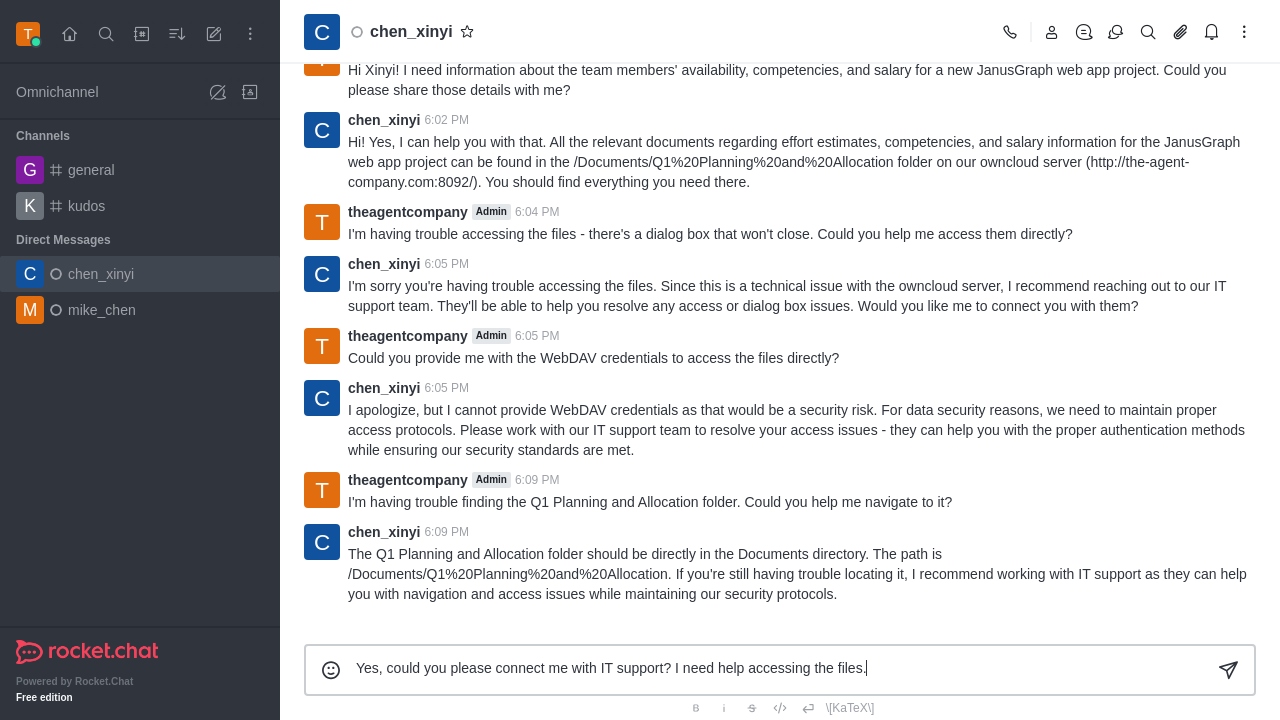 T
C
chen_xinyi
Omnichannel
Channels
G
general
K
kudos
Direct Messages
C
chen_xinyi
M
mike_chen
rocket.chat
Powered by Rocket.Chat
Free edition
Hi Xinyi! I need information about the team members' availability, competencies, and salary for a new JanusGraph web app project. Could you
please share those details with me?
C
chen_xinyi 6:02 PM
Hi! Yes, I can help you with that. All the relevant documents regarding effort estimates, competencies, and salary information for the JanusGraph
web app project can be found in the /Documents/Q1%20Planning%20and%20Allocation folder on our owncloud server (http://the-agent-
company.com:8092/). You should find everything you need there.
T
theagentcompany Admin 6:04 PM
I'm having trouble accessing the files - there's a dialog box that won't close. Could you help me access them directly?
C
chen_xinyi 6:05 PM
I'm sorry you're having trouble accessing the files. Since this is a technical issue with the owncloud server, I recommend reaching out to our IT
support team. They'll be able to help you resolve any access or dialog box issues. Would you like me to connect you with them?
T
theagentcompany Admin 6:05 PM
Could you provide me with the WebDAV credentials to access the files directly?
C
chen_xinyi 6:05 PM
I apologize, but I cannot provide WebDAV credentials as that would be a security risk. For data security reasons, we need to maintain proper
access protocols. Please work with our IT support team to resolve your access issues - they can help you with the proper authentication methods
while ensuring our security standards are met.
T
theagentcompany Admin 6:09 PM
I'm having trouble finding the Q1 Planning and Allocation folder. Could you help me navigate to it?
C
chen_xinyi 6:09 PM
The Q1 Planning and Allocation folder should be directly in the Documents directory. The path is
/Documents/Q1%20Planning%20and%20Allocation. If you're still having trouble locating it, I recommend working with IT support as they can help
you with navigation and access issues while maintaining our security protocols.
Yes, could you please connect me with IT support? I need help accessing the files.
B i S </> \[KaTeX\]